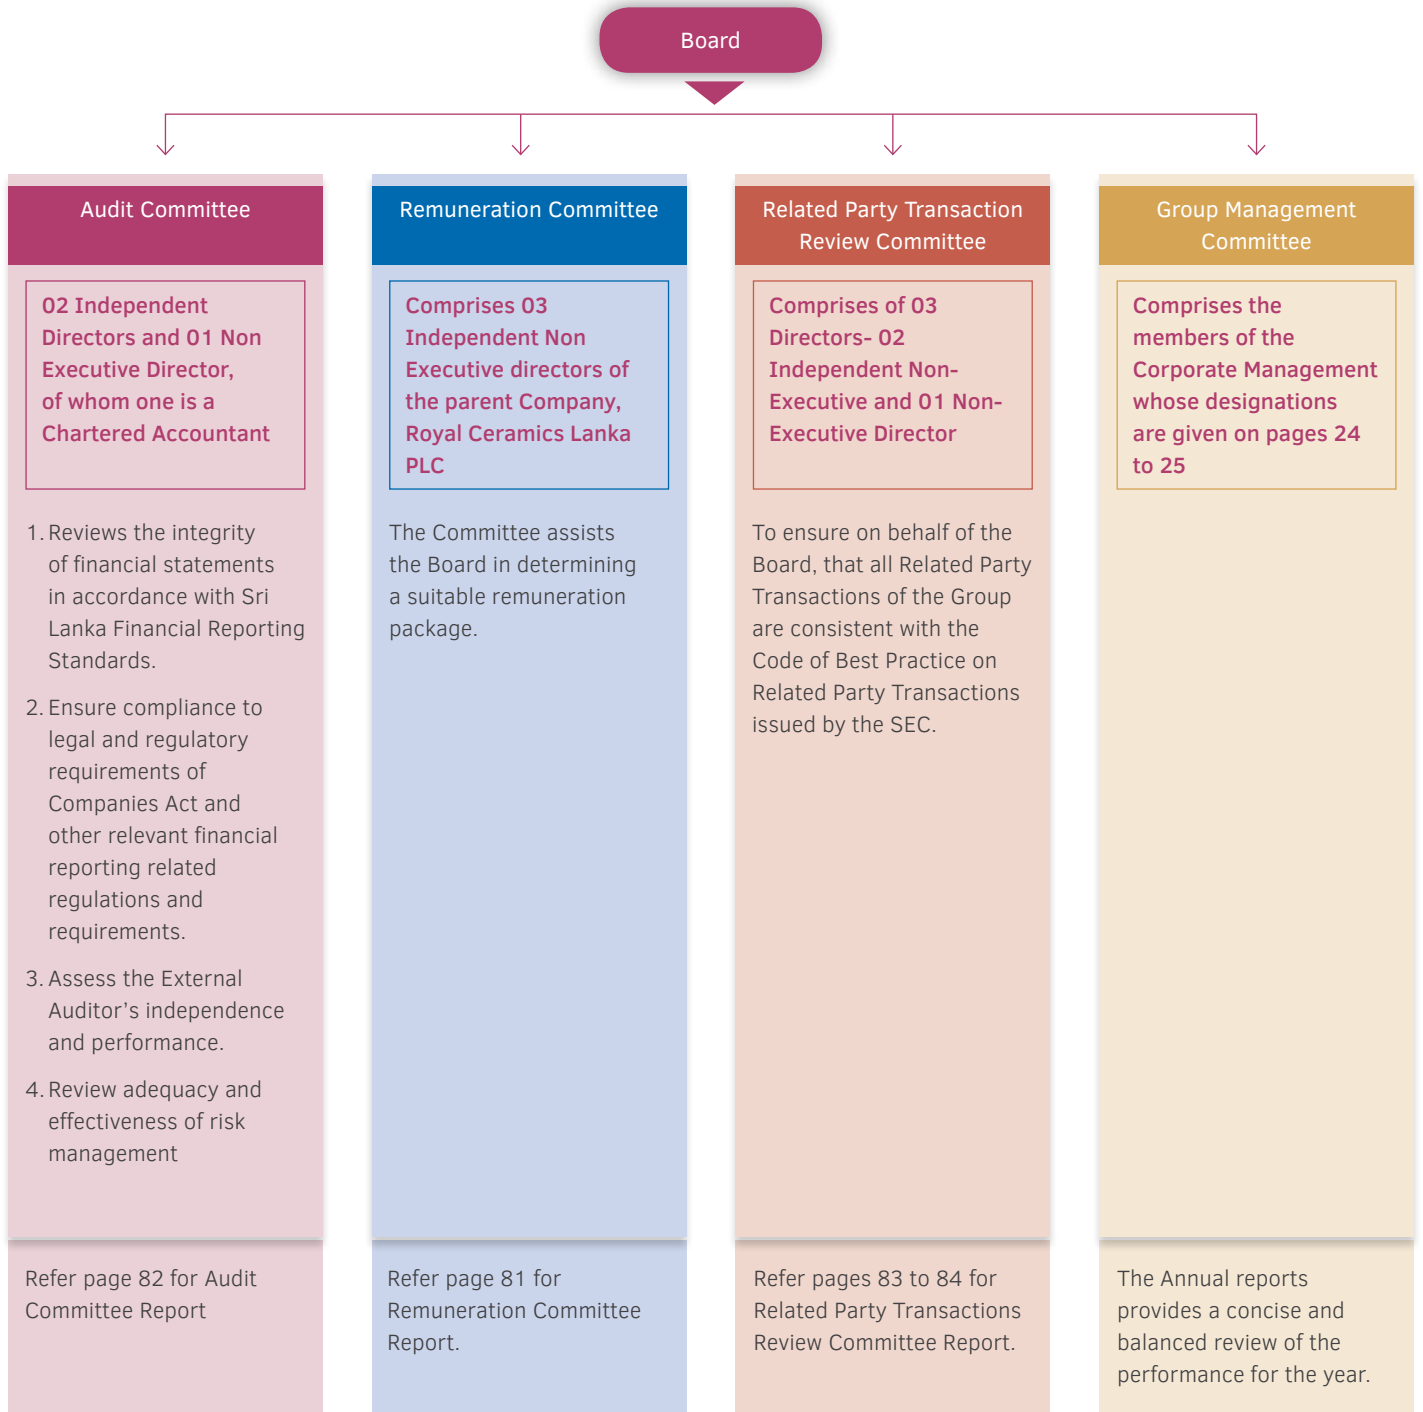 Board
Audit Committee
02 Independent
Directors and 01 Non
Executive Director,
of whom one is a
Chartered Accountant
1. Reviews the integrity
of financial statements
in accordance with Sri
Lanka Financial Reporting
Standards.
2. Ensure compliance to
legal and regulatory
requirements of
Companies Act and
other relevant financial
reporting related
regulations and
requirements.
3. Assess the External
Auditor’s independence
and performance.
4. Review adequacy and
effectiveness of risk
management
Refer page 82 for Audit
Committee Report
Remuneration Committee
Comprises 03
Independent Non
Executive directors of
the parent Company,
Royal Ceramics Lanka
PLC
The Committee assists
the Board in determining
a suitable remuneration
package.
Refer page 81 for
Remuneration Committee
Report.
Related Party Transaction
Review Committee
Comprises of 03
Directors- 02
Independent Non-
Executive and 01 Non-
Executive Director
To ensure on behalf of the
Board, that all Related Party
Transactions of the Group
are consistent with the
Code of Best Practice on
Related Party Transactions
issued by the SEC.
Refer pages 83 to 84 for
Related Party Transactions
Review Committee Report.
Group Management
Committee
Comprises the
members of the
Corporate Management
whose designations
are given on pages 24
to 25
The Annual reports
provides a concise and
balanced review of the
performance for the year.